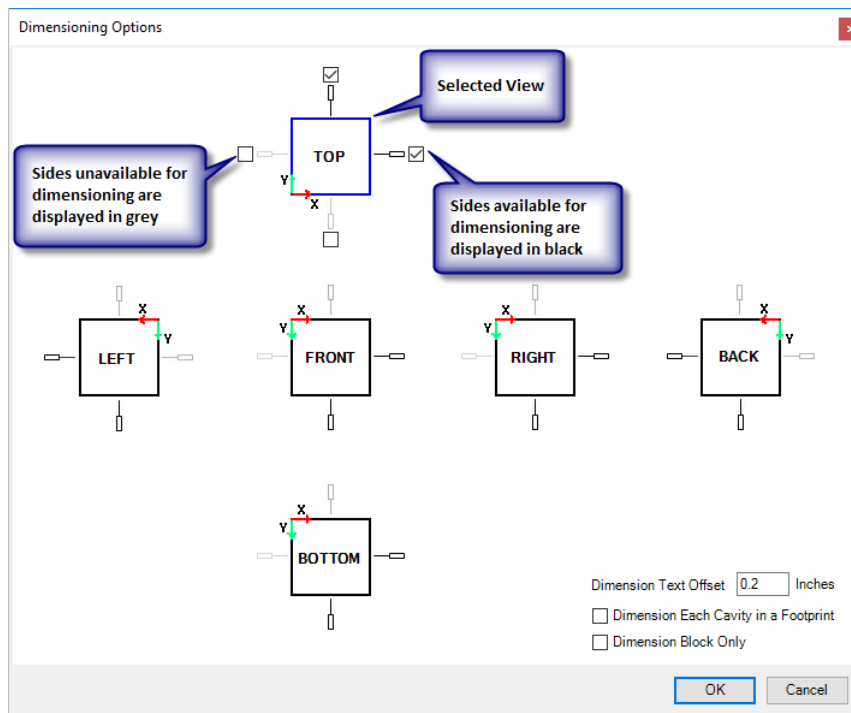 Dimensioning Options
x
Selected View
TOP
Y
X
Sides unavailable for
dimensioning are
displayed in grey
Sides available for
dimensioning are
displayed in black
X
Y
LEFT
X
Y
FRONT
X
Y
RIGHT
X
Y
BACK
X
Y
BOTTOM
Dimension Text Offset 0.2 Inches
Dimension Each Cavity in a Footprint
Dimension Block Only
OK Cancel